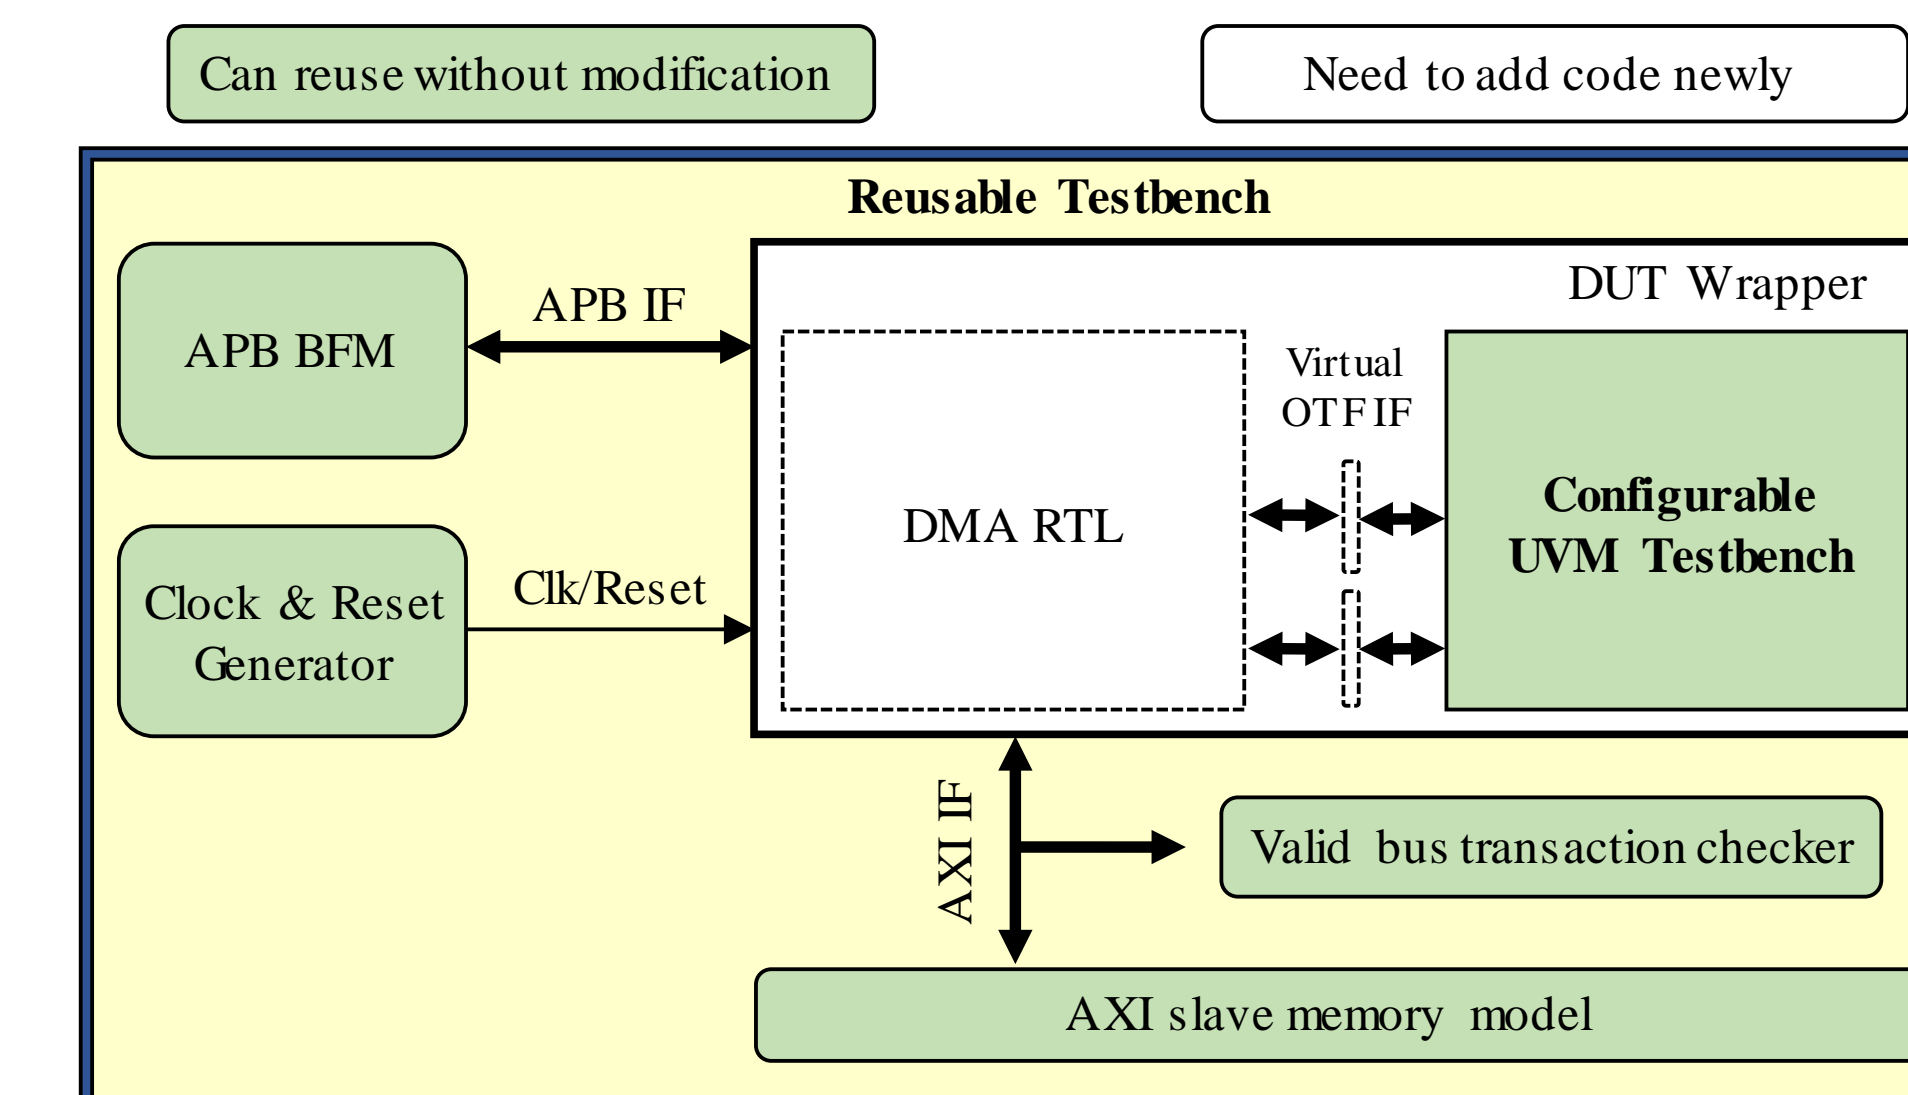 Can reuse without modification
Need to add code newly
Reusable Testbench
DUT Wrapper
APB BFM
APB IF
Virtual
OTF IF
DMA RTL
Configurable
UVM Testbench
Clock & Reset
Generator
Clk/Reset
AXI IF
Valid bus transaction checker
AXI slave memory model